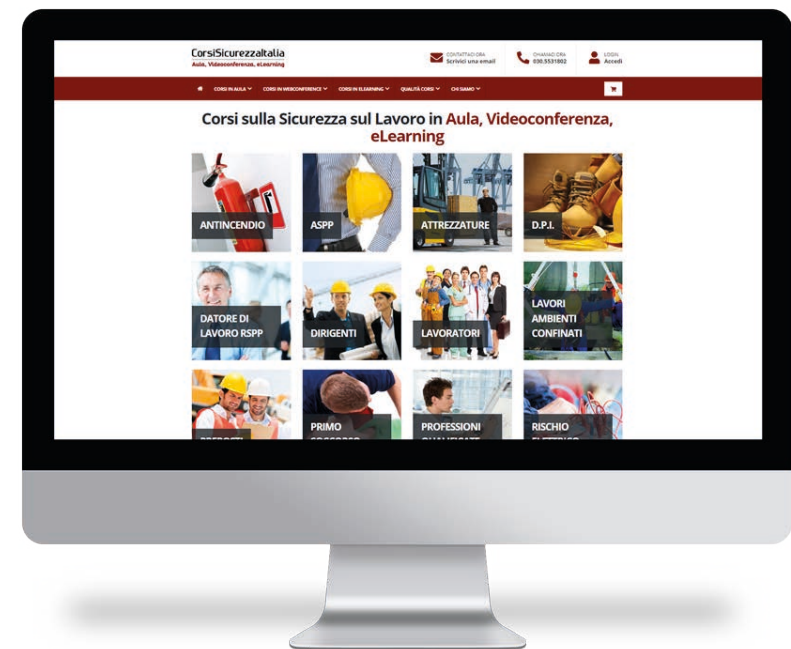 CorsiSicurezzaItalia
Aula, Videoconferenza, eLearning
CONTATTACI ORA
Scrivici una email
CHIAMACI ORA
030.5531802
LOGIN
Accedi
CORSI IN AULA
CORSI IN WEBCONFERENCE
CORSI IN ELEARNING
QUALITÀ CORSI
CHI SIAMO
Corsi sulla Sicurezza sul Lavoro in Aula, Videoconferenza,
eLearning
ANTINCENDIO
ASPP
ATTREZZATURE
D.P.I.
DATORE DI
LAVORO RSPP
DIRIGENTI
LAVORATORI
LAVORI
AMBIENTI
CONFINATI
PRIMO
PROFESSIONI
RISCHIO